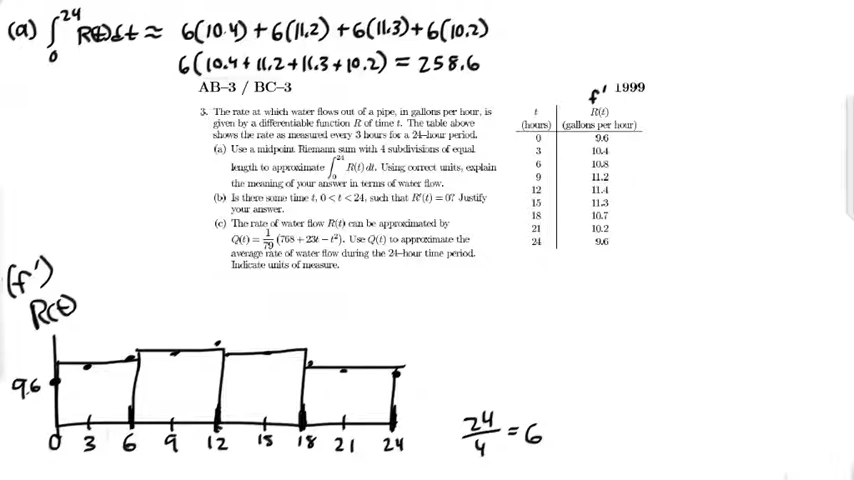 (a) ∫₀²⁴ R(t)dt ≈ 6(10.4) + 6(11.2) + 6(11.3) + 6(10.2)
6(10.4 + 11.2 + 11.3 + 10.2) = 258.6
AB–3 / BC–3
f' 1999
3. The rate at which water flows out of a pipe, in gallons per hour, is
given by a differentiable function R of time t. The table above
shows the rate as measured every 3 hours for a 24–hour period.
(a) Use a midpoint Riemann sum with 4 subdivisions of equal
length to approximate ∫₀²⁴ R(t) dt. Using correct units, explain
the meaning of your answer in terms of water flow.
(b) Is there some time t, 0 < t < 24, such that R′(t) = 0? Justify
your answer.
(c) The rate of water flow R(t) can be approximated by
Q(t) = 1/79 (768 + 23t − t²). Use Q(t) to approximate the
average rate of water flow during the 24–hour time period.
Indicate units of measure.
t R(t)
(hours) (gallons per hour)
0 9.6
3 10.4
6 10.8
9 11.2
12 11.4
15 11.3
18 10.7
21 10.2
24 9.6
(f')
R(t)
9.6
0 3 6 9 12 15 18 21 24
24/4 = 6